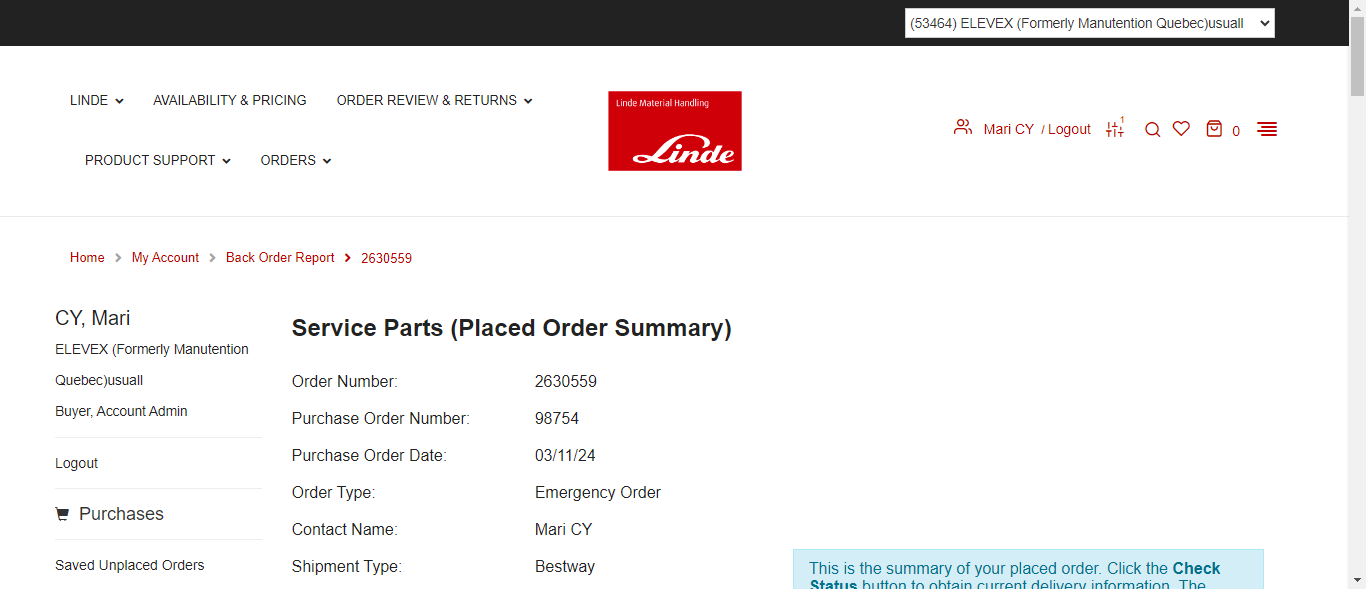 (53464) ELEVEX (Formerly Manutention Quebec)usuall
LINDE AVAILABILITY & PRICING ORDER REVIEW & RETURNS
PRODUCT SUPPORT ORDERS
Linde Material Handling
Linde
Mari CY / Logout 1 0
Home My Account Back Order Report 2630559
CY, Mari
ELEVEX (Formerly Manutention
Quebec)usuall
Buyer, Account Admin
Logout
Purchases
Saved Unplaced Orders
Service Parts (Placed Order Summary)
Order Number: 2630559
Purchase Order Number: 98754
Purchase Order Date: 03/11/24
Order Type: Emergency Order
Contact Name: Mari CY
Shipment Type: Bestway
This is the summary of your placed order. Click the Check
Status button to obtain current delivery information. The